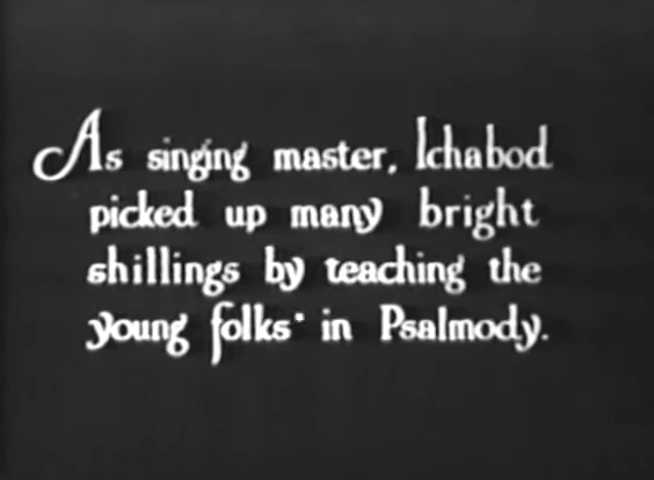 As singing master, Ichabod
picked up many bright
shillings by teaching the
young folks in Psalmody.